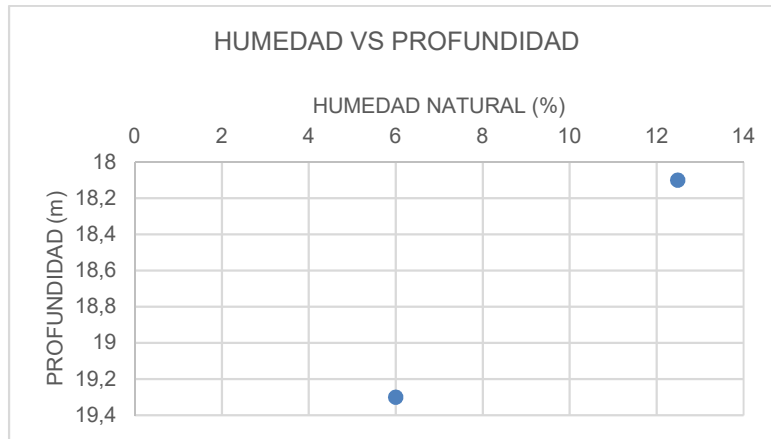 HUMEDAD VS PROFUNDIDAD
HUMEDAD NATURAL (%)
0 2 4 6 8 10 12 14
PROFUNDIDAD (m)
18
18,2
18,4
18,6
18,8
19
19,2
19,4